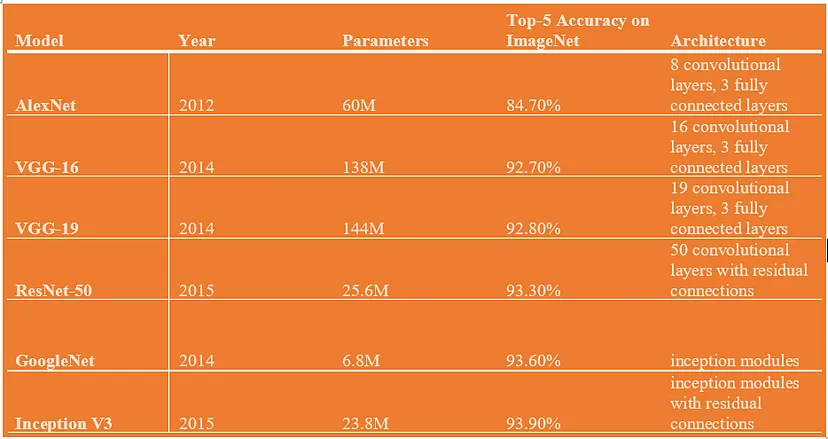 Model Year Parameters Top-5 Accuracy on ImageNet Architecture
AlexNet 2012 60M 84.70% 8 convolutional layers, 3 fully connected layers
VGG-16 2014 138M 92.70% 16 convolutional layers, 3 fully connected layers
VGG-19 2014 144M 92.80% 19 convolutional layers, 3 fully connected layers
ResNet-50 2015 25.6M 93.30% 50 convolutional layers with residual connections
GoogleNet 2014 6.8M 93.60% inception modules
Inception V3 2015 23.8M 93.90% inception modules with residual connections